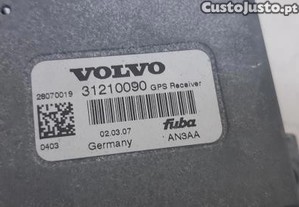 CustoJusto.pt
VOLVO
28070019 31210090 GPS Receiver
0403
02.03.07
Germany
fuba
AN3AA